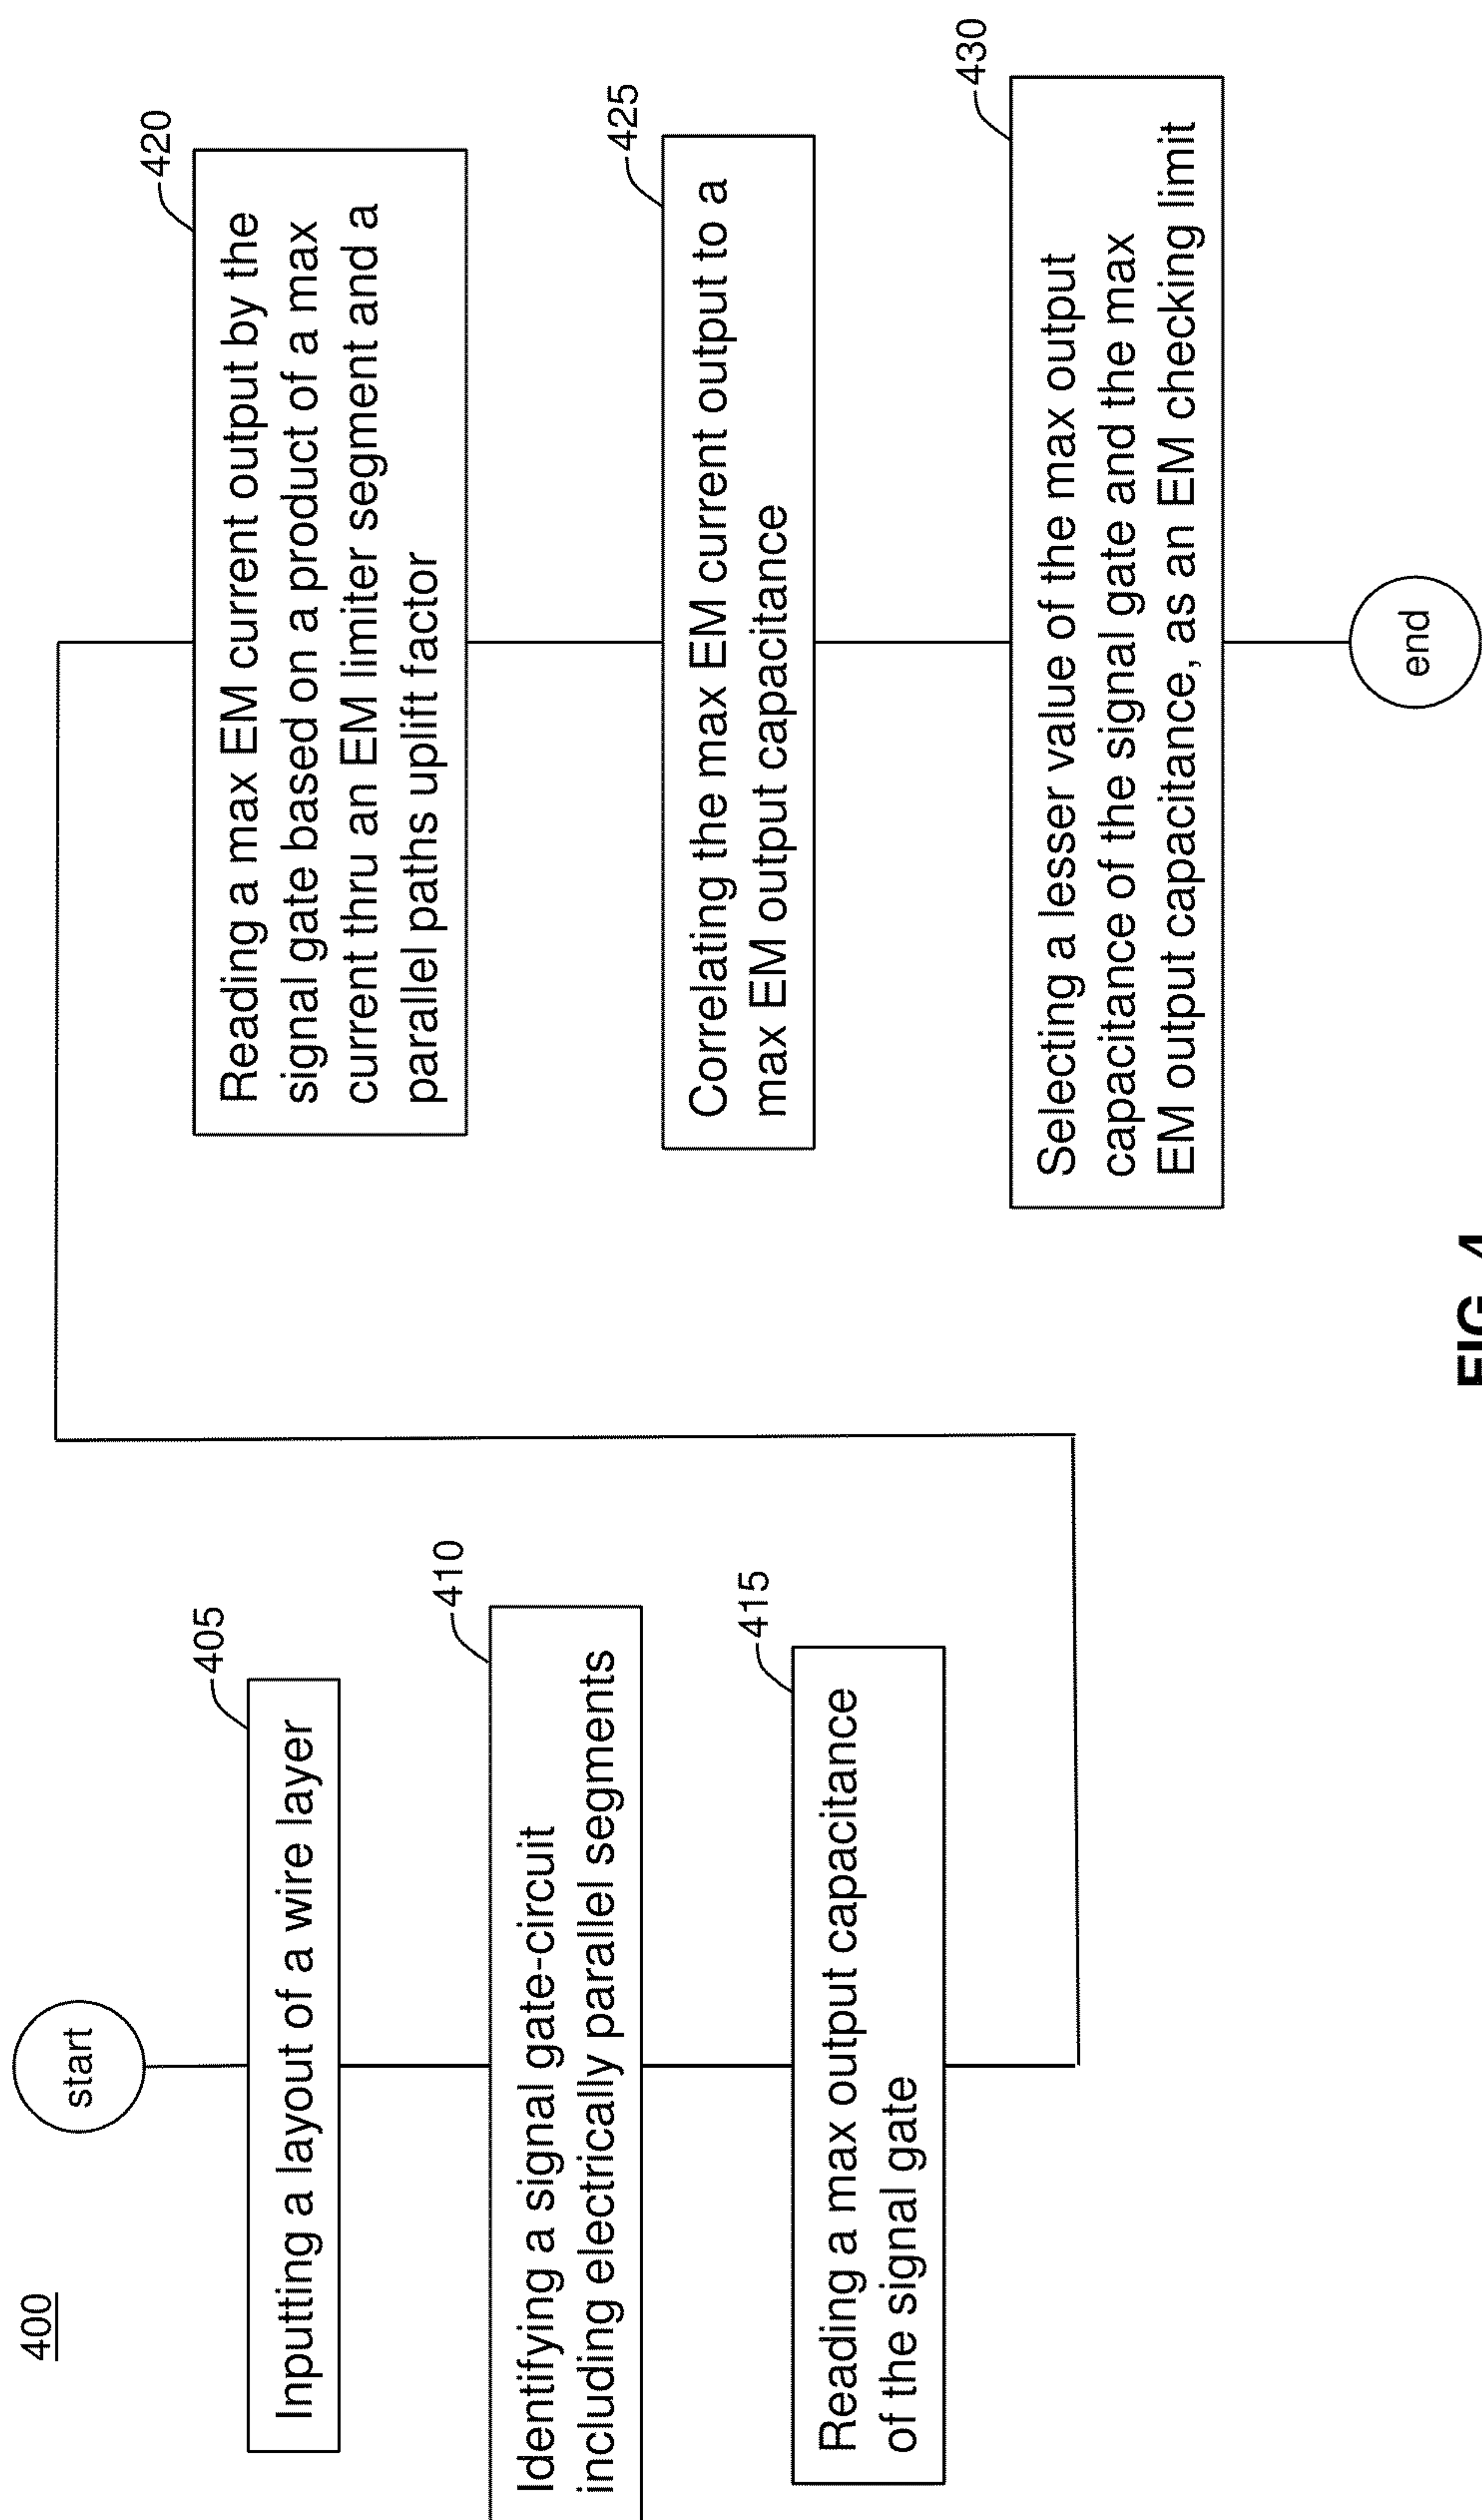 400
start
405
Inputting a layout of a wire layer
410
Identifying a signal gate-circuit
including electrically parallel segments
415
Reading a max output capacitance
of the signal gate
420
Reading a max EM current output by the
signal gate based on a product of a max
current thru an EM limiter segment and a
parallel paths uplift factor
425
Correlating the max EM current output to a
max EM output capacitance
430
Selecting a lesser value of the max output
capacitance of the signal gate and the max
EM output capacitance, as an EM checking limit
end
FIG. 4